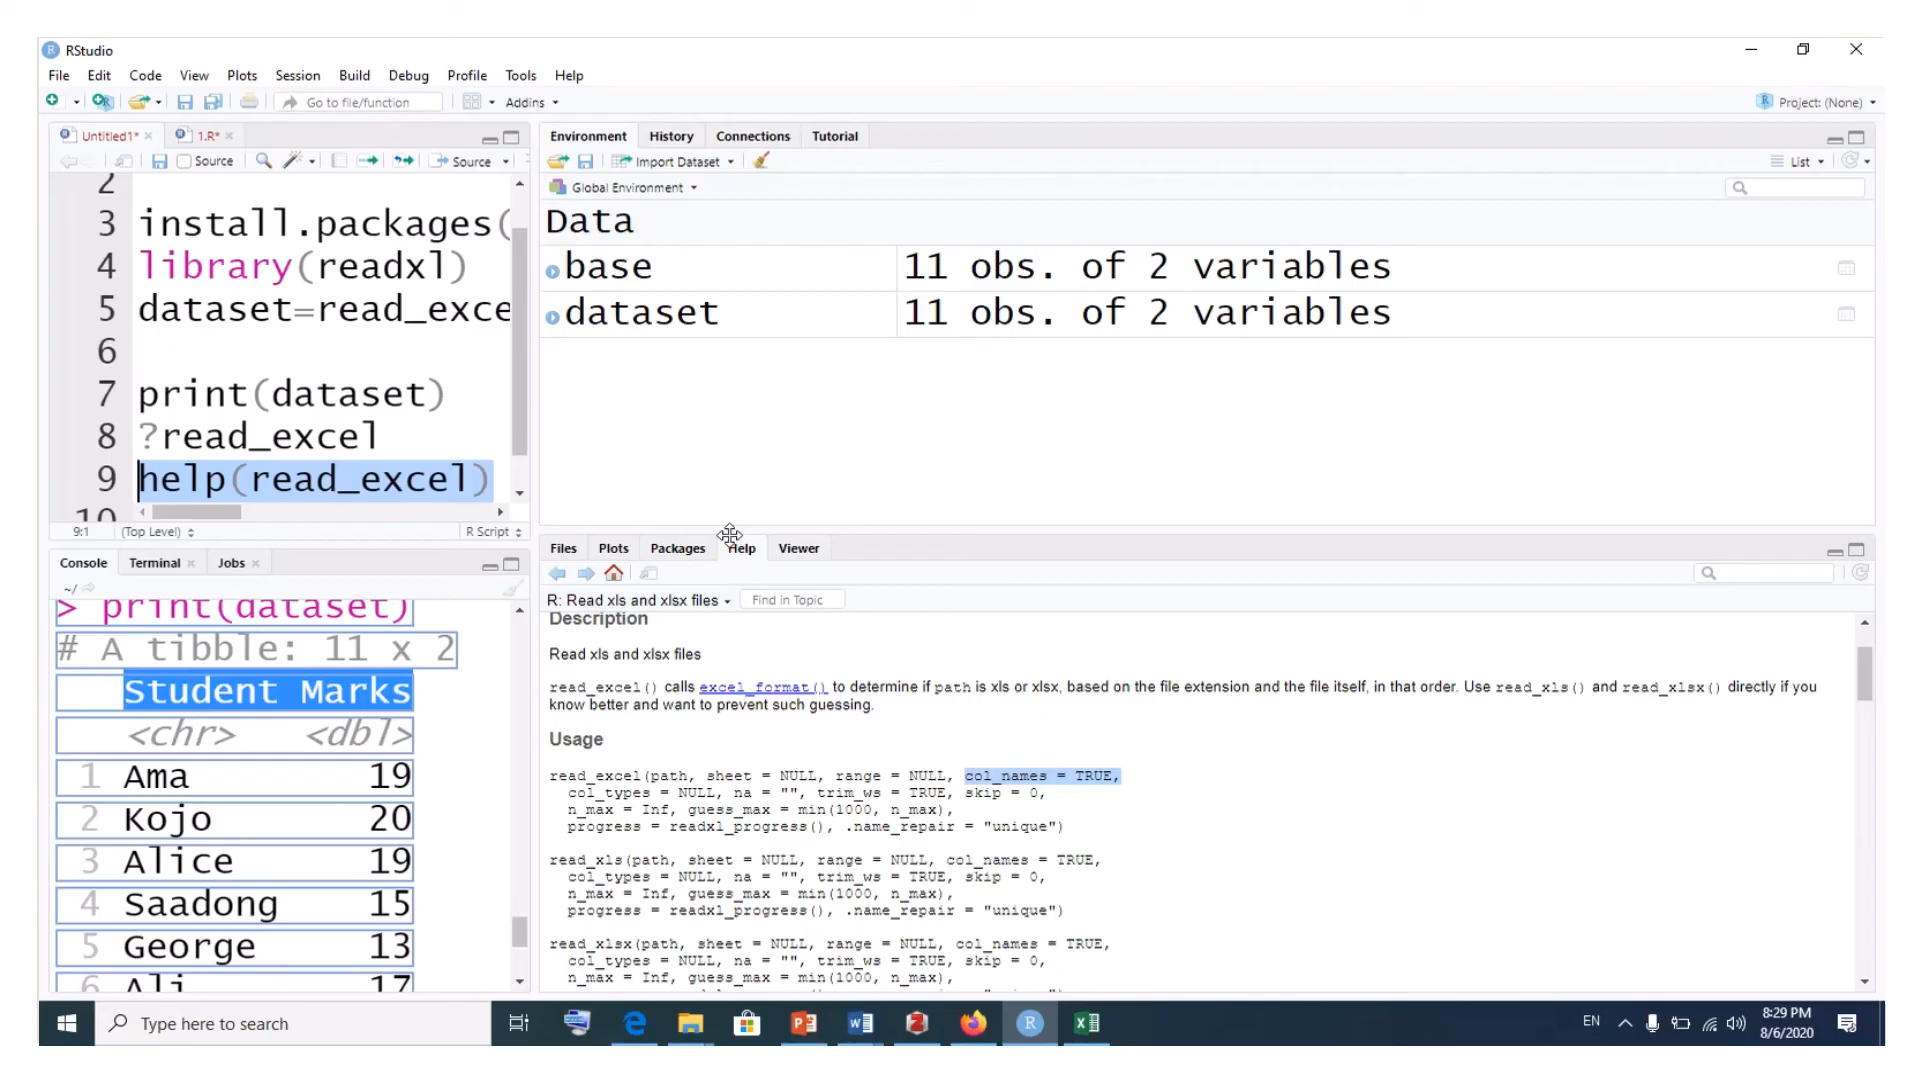 RStudio
File Edit Code View Plots Session Build Debug Profile Tools Help
Go to file/function Addins Project: (None)
Untitled1* 1.R*
Source Source
2
3 install.packages(
4 library(readxl)
5 dataset=read_exce
6
7 print(dataset)
8 ?read_excel
9 help(read_excel)
10
9:1 (Top Level) R Script
Console Terminal Jobs
~/
> print(dataset)
# A tibble: 11 x 2
Student Marks
<chr> <dbl>
1 Ama 19
2 Kojo 20
3 Alice 19
4 Saadong 15
5 George 13
6 Ali 17
Environment History Connections Tutorial
Import Dataset List
Global Environment
Data
base 11 obs. of 2 variables
dataset 11 obs. of 2 variables
Files Plots Packages Help Viewer
R: Read xls and xlsx files Find in Topic
Description
Read xls and xlsx files
read_excel() calls excel_format() to determine if path is xls or xlsx, based on the file extension and the file itself, in that order. Use read_xls() and read_xlsx() directly if you
know better and want to prevent such guessing.
Usage
read_excel(path, sheet = NULL, range = NULL, col_names = TRUE,
col_types = NULL, na = "", trim_ws = TRUE, skip = 0,
n_max = Inf, guess_max = min(1000, n_max),
progress = readxl_progress(), .name_repair = "unique")
read_xls(path, sheet = NULL, range = NULL, col_names = TRUE,
col_types = NULL, na = "", trim_ws = TRUE, skip = 0,
n_max = Inf, guess_max = min(1000, n_max),
progress = readxl_progress(), .name_repair = "unique")
read_xlsx(path, sheet = NULL, range = NULL, col_names = TRUE,
col_types = NULL, na = "", trim_ws = TRUE, skip = 0,
n_max = Inf, guess_max = min(1000, n_max),
Type here to search
EN 8:29 PM
8/6/2020